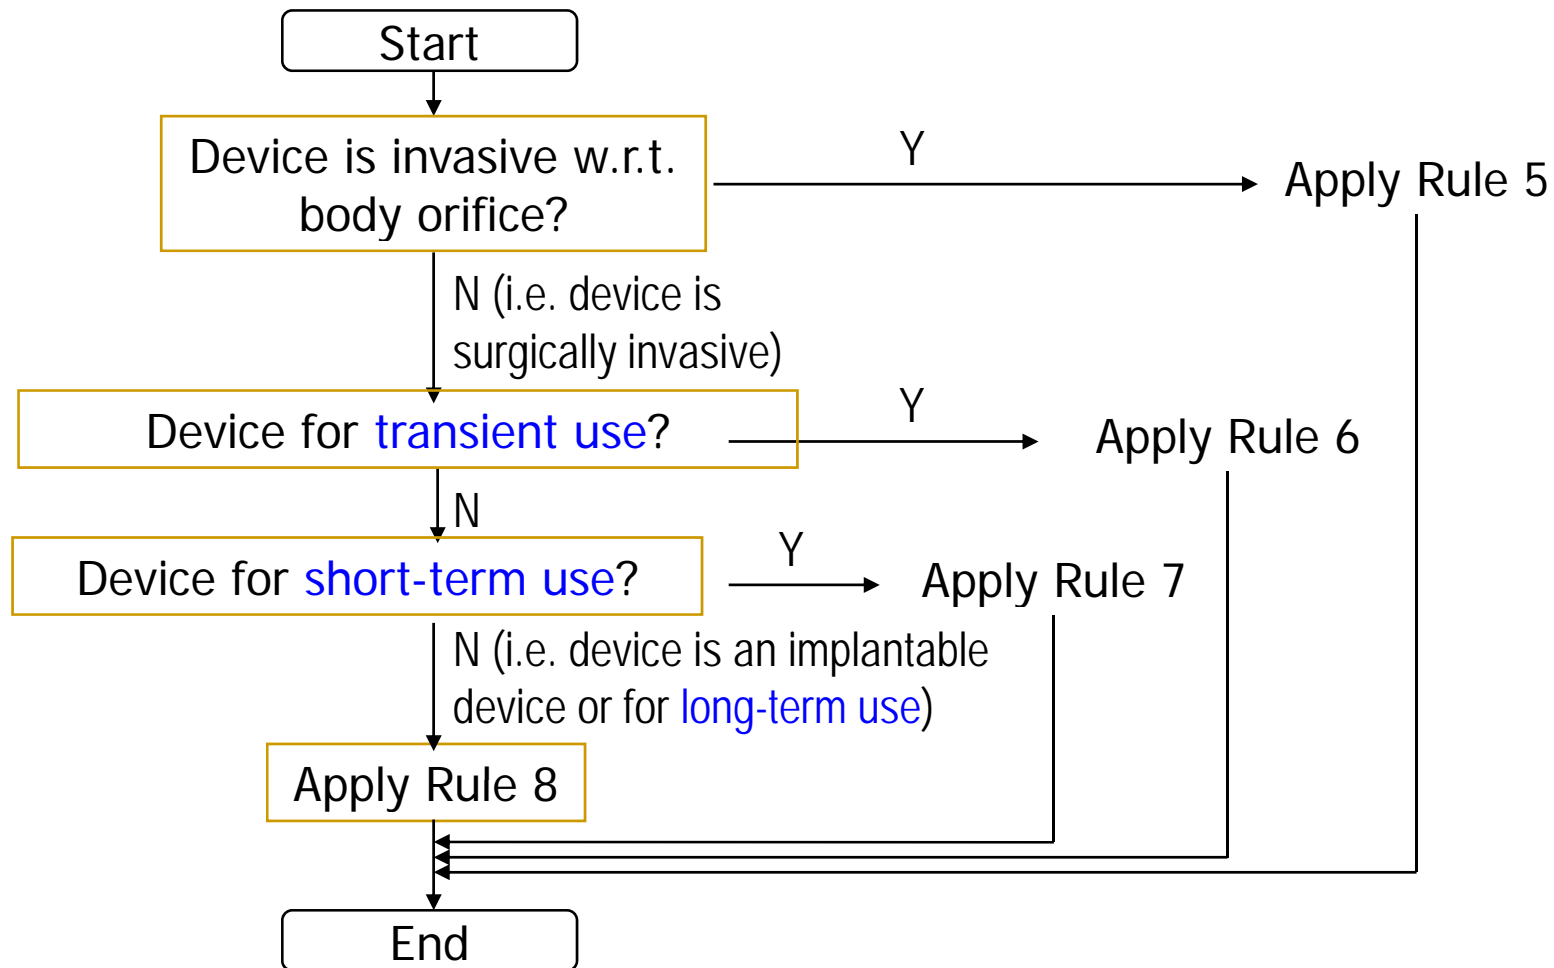 Start
Device is invasive w.r.t.
body orifice?
Y
Apply Rule 5
N (i.e. device is
surgically invasive)
Device for transient use?
Y
Apply Rule 6
N
Device for short-term use?
Y
Apply Rule 7
N (i.e. device is an implantable
device or for long-term use)
Apply Rule 8
End